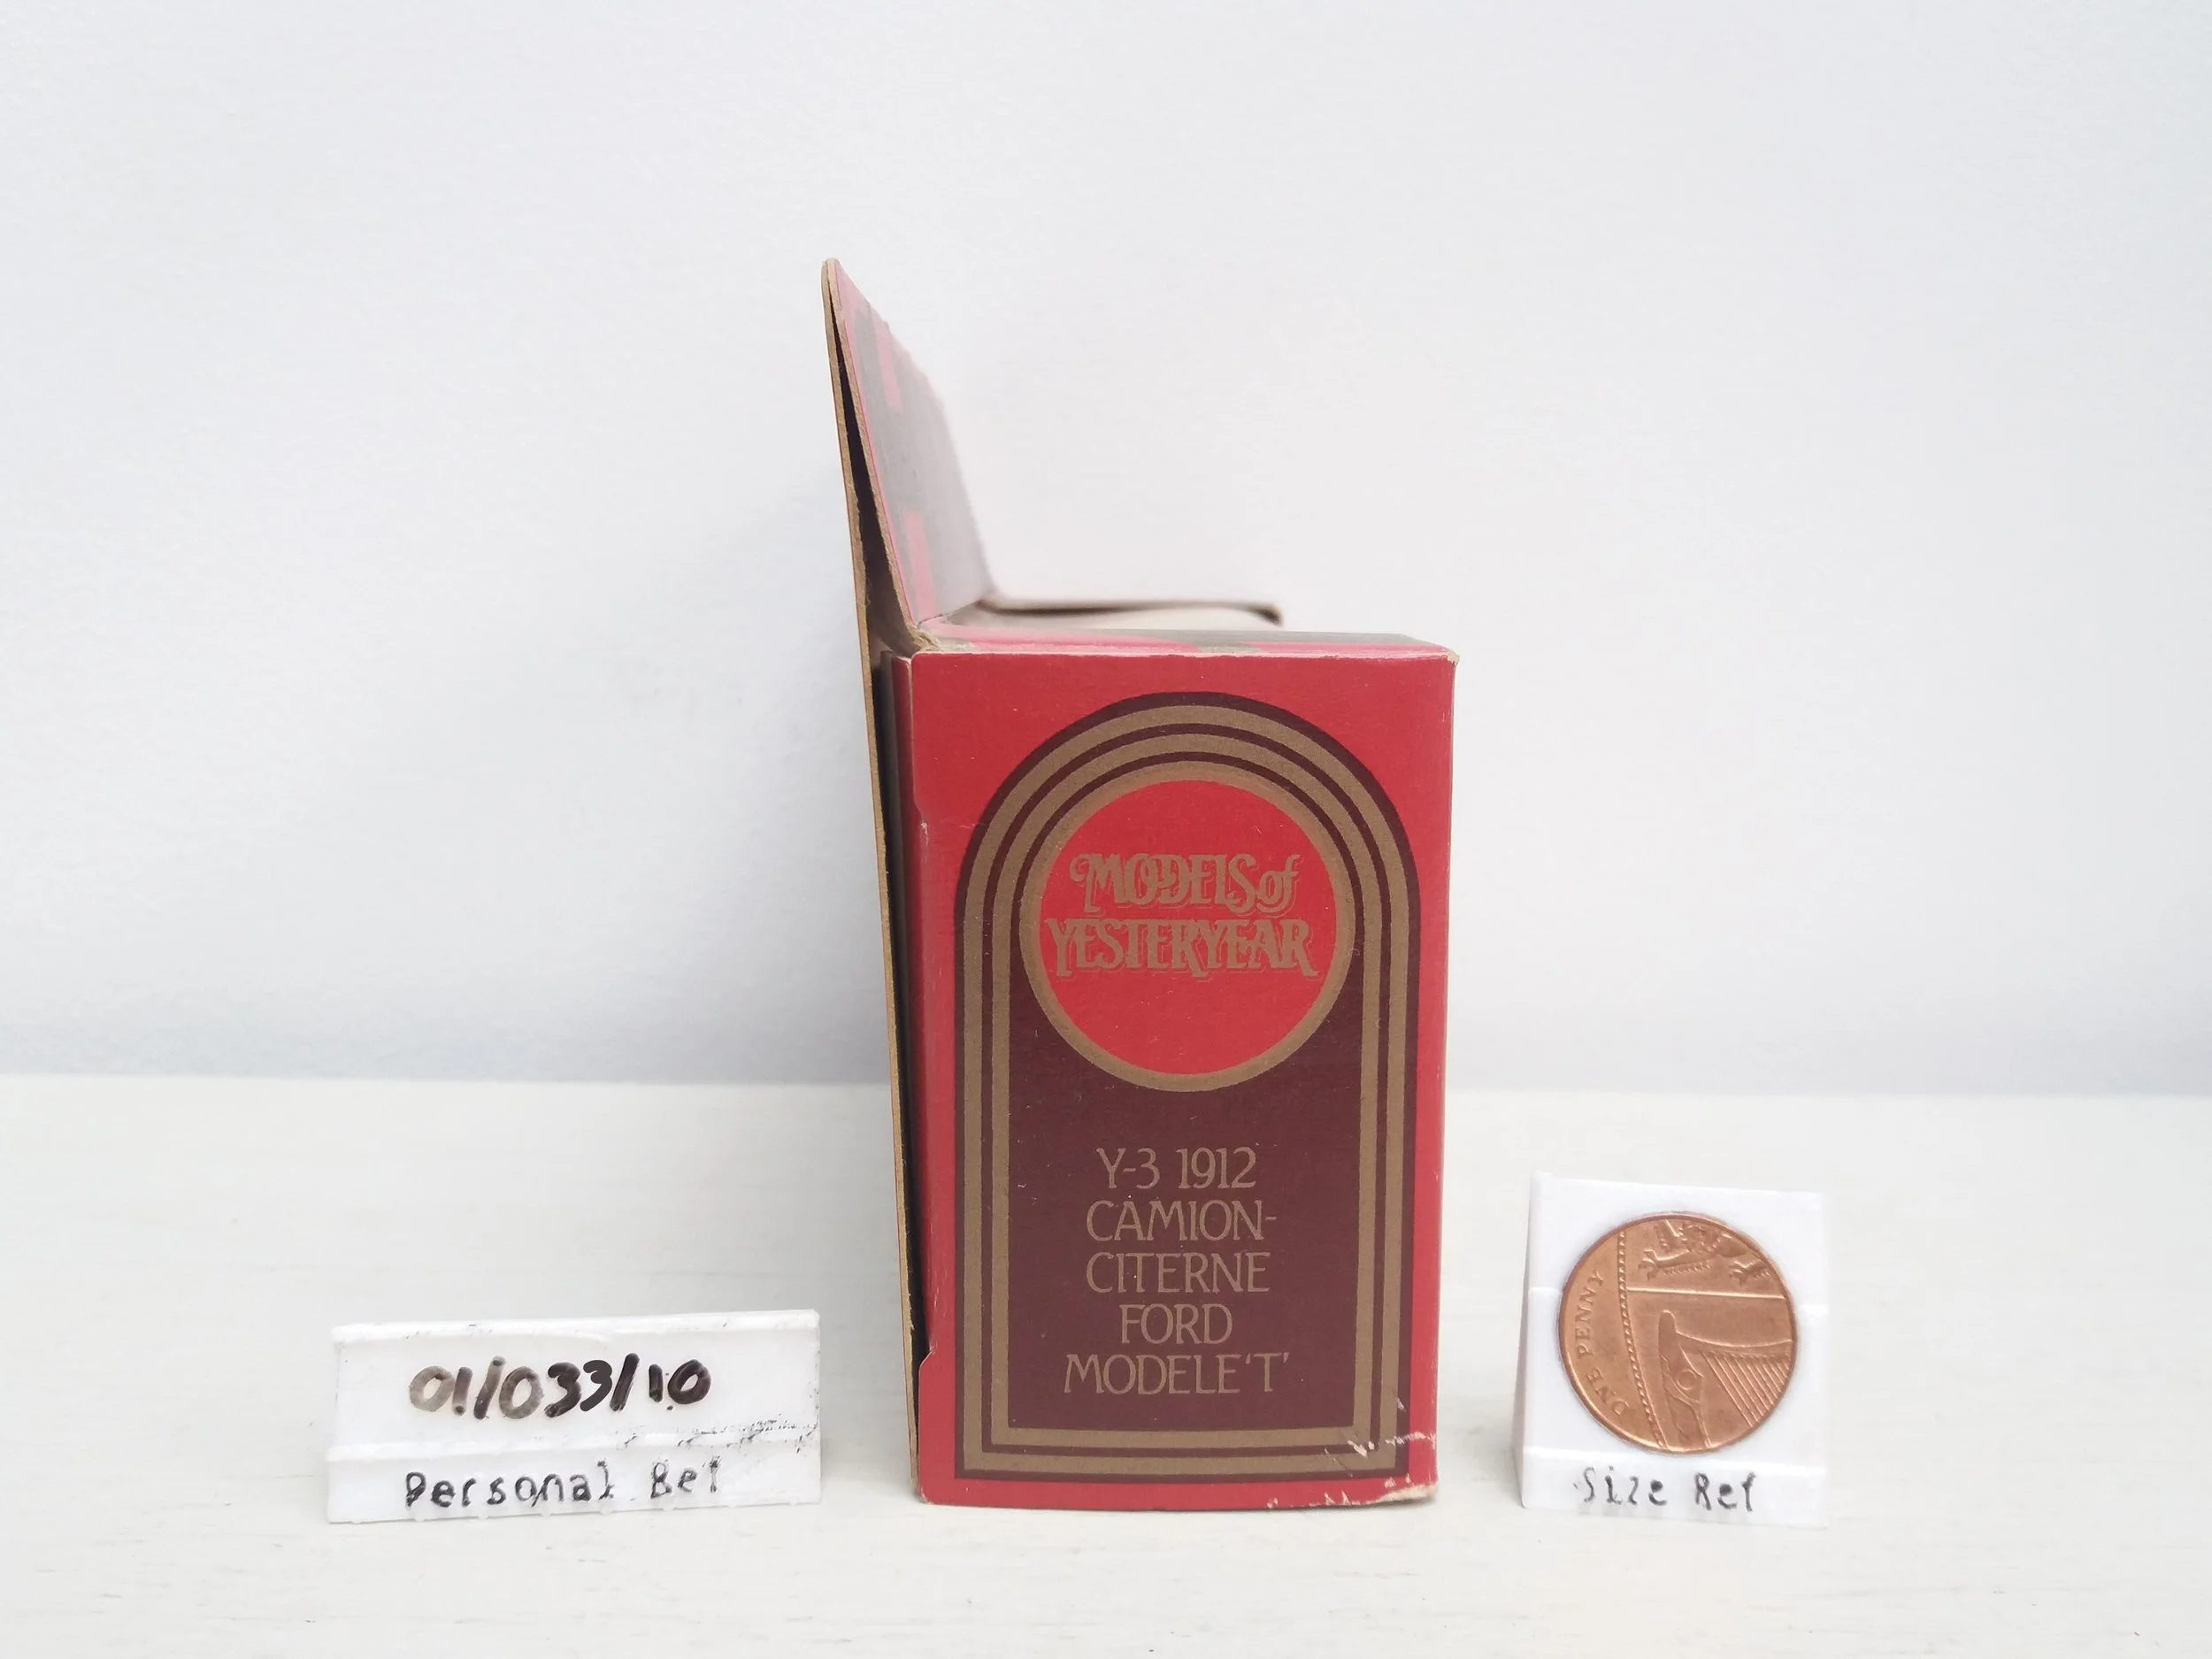 MODELS of
YESTERYEAR
Y-3 1912
CAMION-
CITERNE
FORD
MODELE 'T'
01/033/10
Personal Ref
ONE PENNY
Size Ref